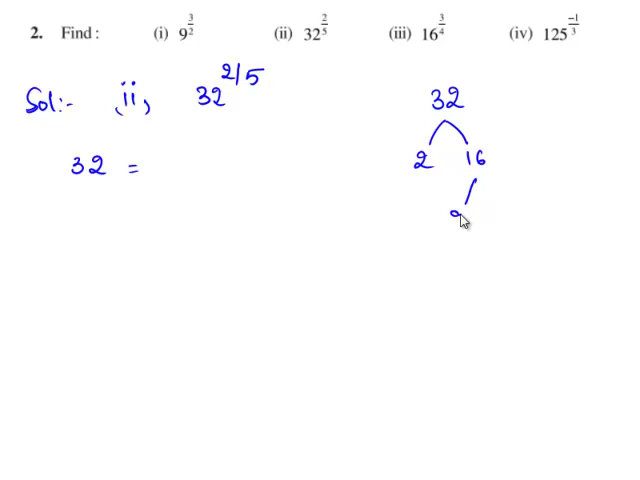 2. Find : (i) 9^{3/2} (ii) 32^{2/5} (iii) 16^{3/4} (iv) 125^{-1/3}
Sol:- (ii, 32^{2/5}
32
2 16
32 =